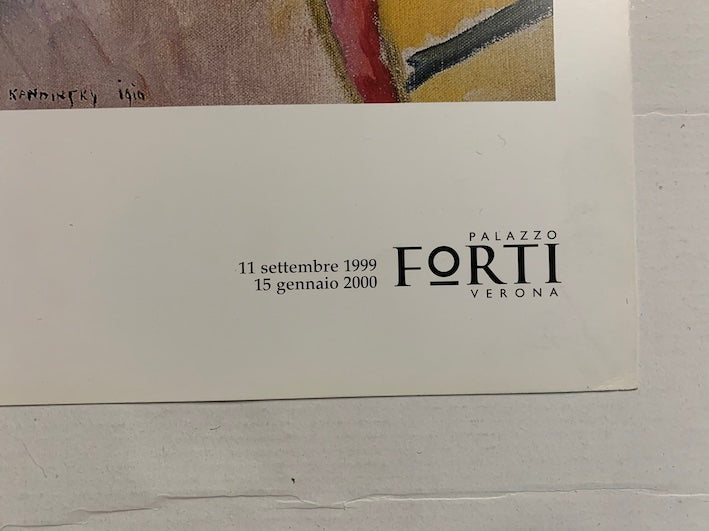 KANDINSKY 1910
11 settembre 1999
15 gennaio 2000
PALAZZO
FORTI
VERONA